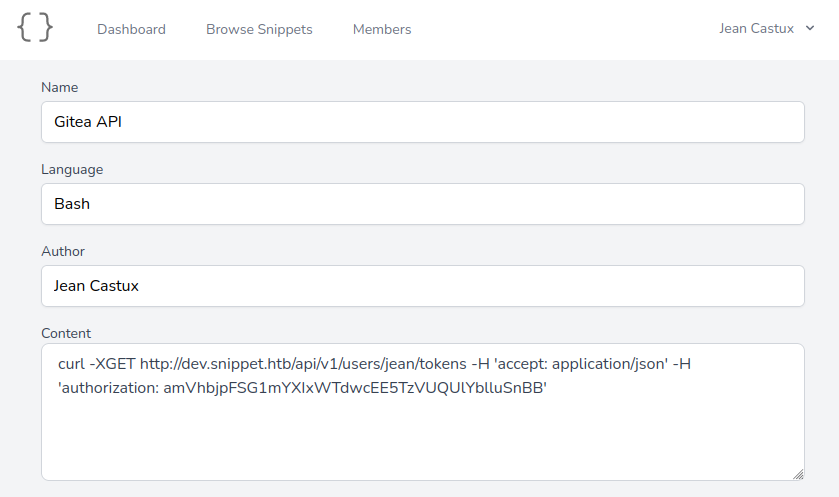 { }
Dashboard Browse Snippets Members Jean Castux
Name
Gitea API
Language
Bash
Author
Jean Castux
Content
curl -XGET http://dev.snippet.htb/api/v1/users/jean/tokens -H 'accept: application/json' -H
'authorization: amVhbjpFSG1mYXIxWTdwcEE5TzVUQUlYblluSnBB'